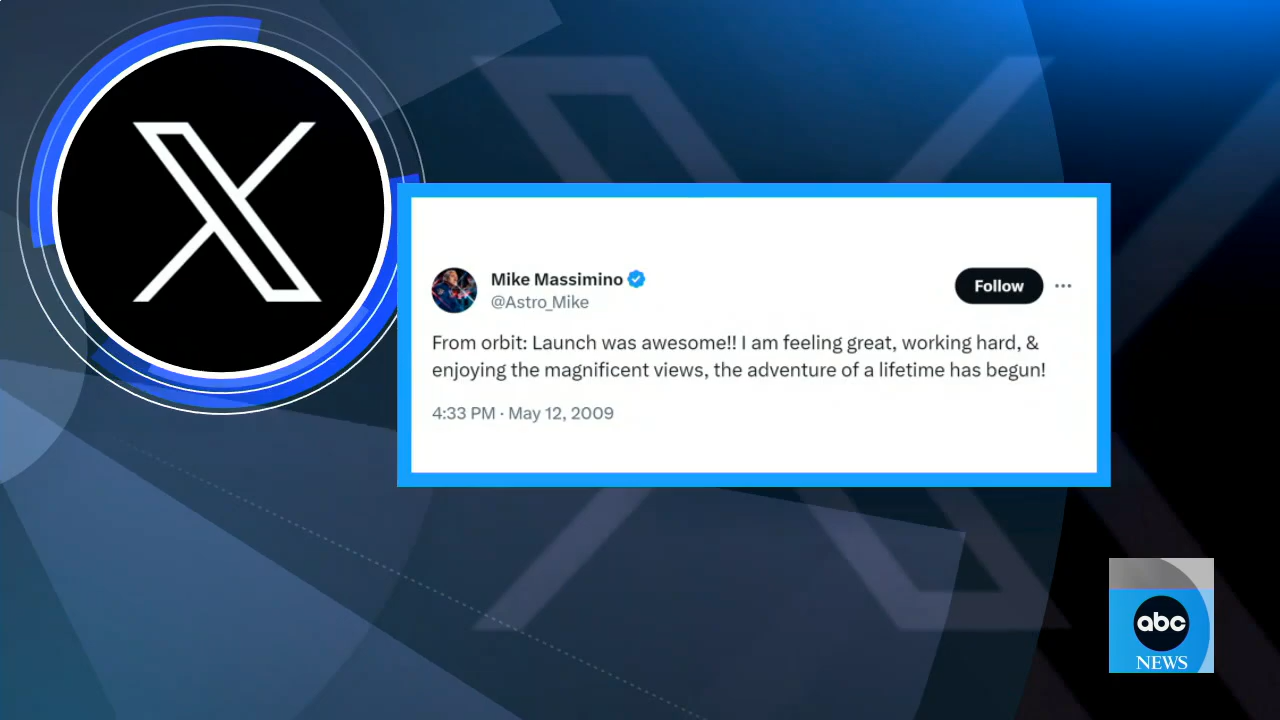 Mike Massimino
@Astro_Mike
Follow
From orbit: Launch was awesome!! I am feeling great, working hard, &
enjoying the magnificent views, the adventure of a lifetime has begun!
4:33 PM · May 12, 2009
abc
NEWS